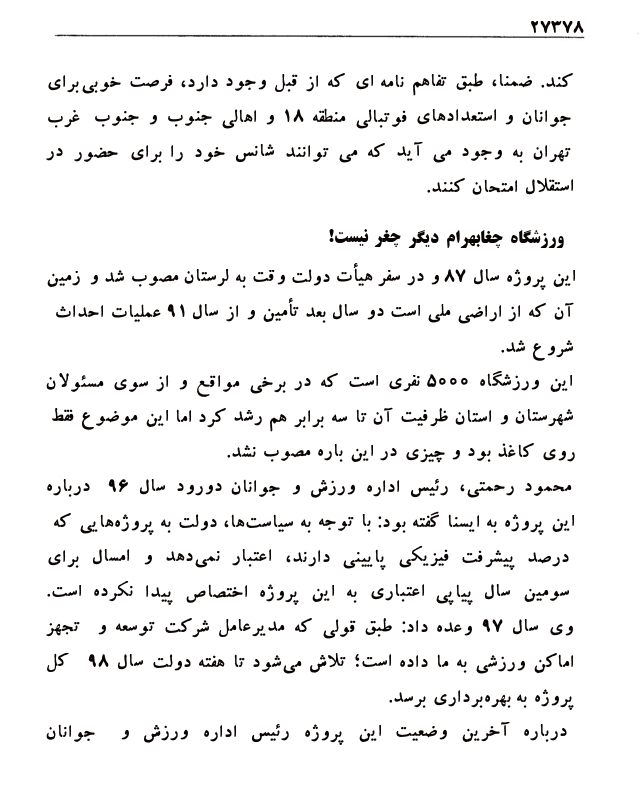 ۲۷۳۷۸
کند. ضمنا، طبق تفاهم نامه ای که از قبل وجود دارد، فرصت خوبی برای
جوانان و استعدادهای فوتبالی منطقه ۱۸ و اهالی جنوب و جنوب غرب
تهران به وجود می آید که می توانند شانس خود را برای حضور در
استقلال امتحان کنند.
ورزشگاه چغابهرام دیگر چغر نیست!
این پروژه سال ۸۷ و در سفر هیأت دولت وقت به لرستان مصوب شد و زمین
آن که از اراضی ملی است دو سال بعد تأمین و از سال ۹۱ عملیات احداث
شروع شد.
این ورزشگاه ۵۰۰۰ نفری است که در برخی مواقع و از سوی مسئولان
شهرستان و استان ظرفیت آن تا سه برابر هم رشد کرد اما این موضوع فقط
روی کاغذ بود و چیزی در این باره مصوب نشد.
محمود رحمتی، رئیس اداره ورزش و جوانان دورود سال ۹۶ درباره
این پروژه به ایسنا گفته بود: با توجه به سیاست‌ها، دولت به پروژه‌هایی که
درصد پیشرفت فیزیکی پایینی دارند، اعتبار نمی‌دهد و امسال برای
سومین سال پیاپی اعتباری به این پروژه اختصاص پیدا نکرده است.
وی سال ۹۷ وعده داد: طبق قولی که مدیرعامل شرکت توسعه و تجهز
اماکن ورزشی به ما داده است؛ تلاش می‌شود تا هفته دولت سال ۹۸ کل
پروژه به بهره‌برداری برسد.
درباره آخرین وضعیت این پروژه رئیس اداره ورزش و جوانان